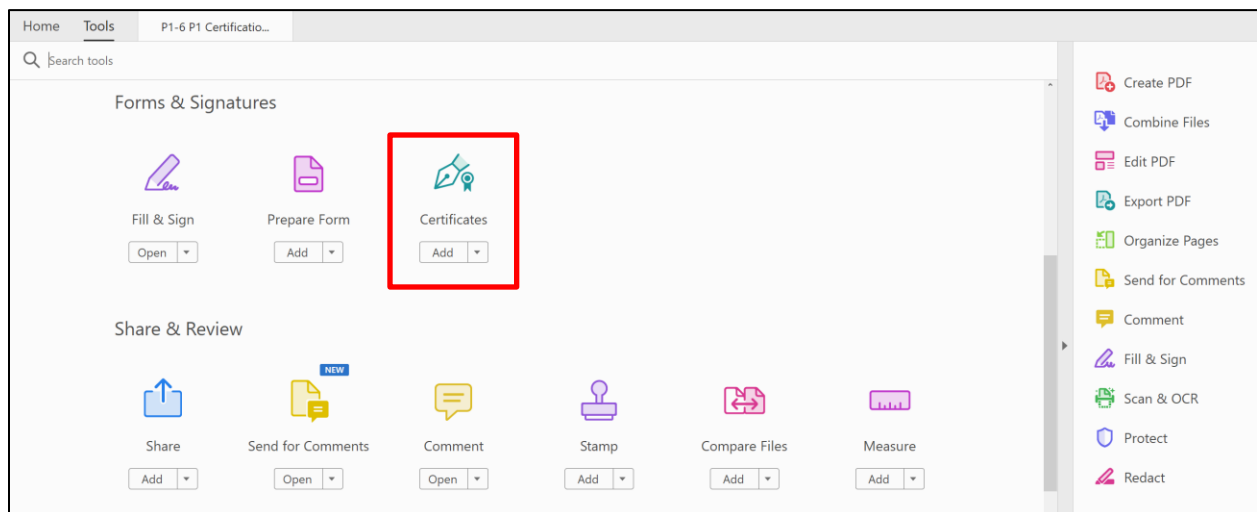 Home Tools P1-6 P1 Certificatio...
Search tools
Forms & Signatures
Fill & Sign Prepare Form Certificates
Open Add Add
Share & Review
NEW
Share Send for Comments Comment Stamp Compare Files Measure
Add Open Open Add Add Add
Create PDF
Combine Files
Edit PDF
Export PDF
Organize Pages
Send for Comments
Comment
Fill & Sign
Scan & OCR
Protect
Redact